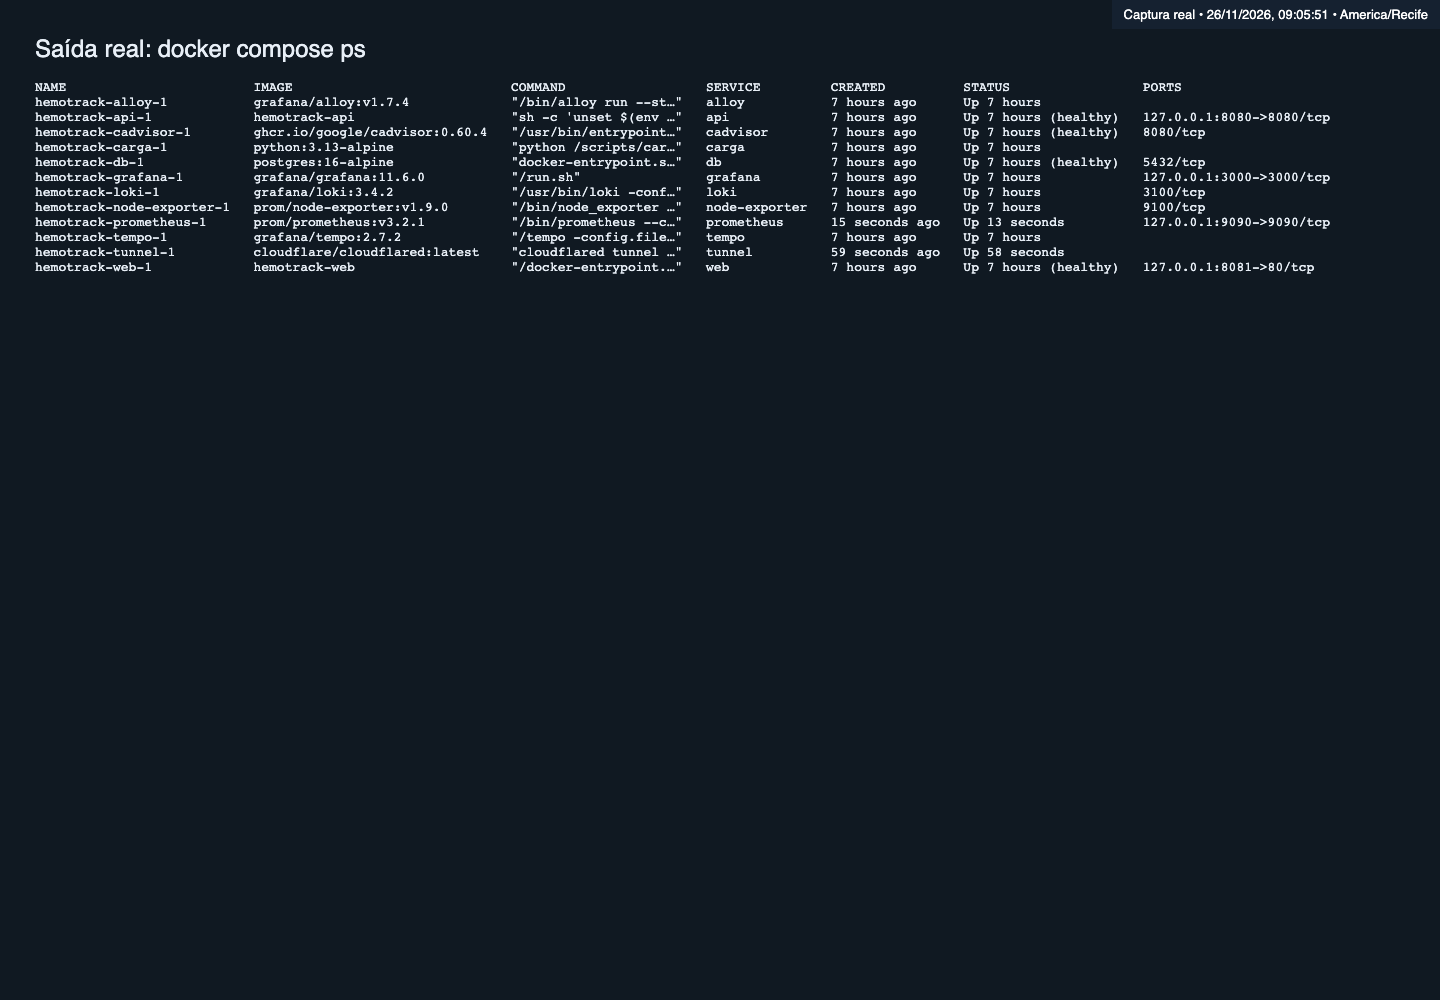 Captura real • 26/11/2026, 09:05:51 • America/Recife
Saída real: docker compose ps
NAME IMAGE COMMAND SERVICE CREATED STATUS PORTS
hemotrack-alloy-1 grafana/alloy:v1.7.4 "/bin/alloy run --st…" alloy 7 hours ago Up 7 hours
hemotrack-api-1 hemotrack-api "sh -c 'unset $(env …" api 7 hours ago Up 7 hours (healthy) 127.0.0.1:8080->8080/tcp
hemotrack-cadvisor-1 ghcr.io/google/cadvisor:0.60.4 "/usr/bin/entrypoint…" cadvisor 7 hours ago Up 7 hours (healthy) 8080/tcp
hemotrack-carga-1 python:3.13-alpine "python /scripts/car…" carga 7 hours ago Up 7 hours
hemotrack-db-1 postgres:16-alpine "docker-entrypoint.s…" db 7 hours ago Up 7 hours (healthy) 5432/tcp
hemotrack-grafana-1 grafana/grafana:11.6.0 "/run.sh" grafana 7 hours ago Up 7 hours 127.0.0.1:3000->3000/tcp
hemotrack-loki-1 grafana/loki:3.4.2 "/usr/bin/loki -conf…" loki 7 hours ago Up 7 hours 3100/tcp
hemotrack-node-exporter-1 prom/node-exporter:v1.9.0 "/bin/node_exporter …" node-exporter 7 hours ago Up 7 hours 9100/tcp
hemotrack-prometheus-1 prom/prometheus:v3.2.1 "/bin/prometheus --c…" prometheus 15 seconds ago Up 13 seconds 127.0.0.1:9090->9090/tcp
hemotrack-tempo-1 grafana/tempo:2.7.2 "/tempo -config.file…" tempo 7 hours ago Up 7 hours
hemotrack-tunnel-1 cloudflare/cloudflared:latest "cloudflared tunnel …" tunnel 59 seconds ago Up 58 seconds
hemotrack-web-1 hemotrack-web "/docker-entrypoint.…" web 7 hours ago Up 7 hours (healthy) 127.0.0.1:8081->80/tcp